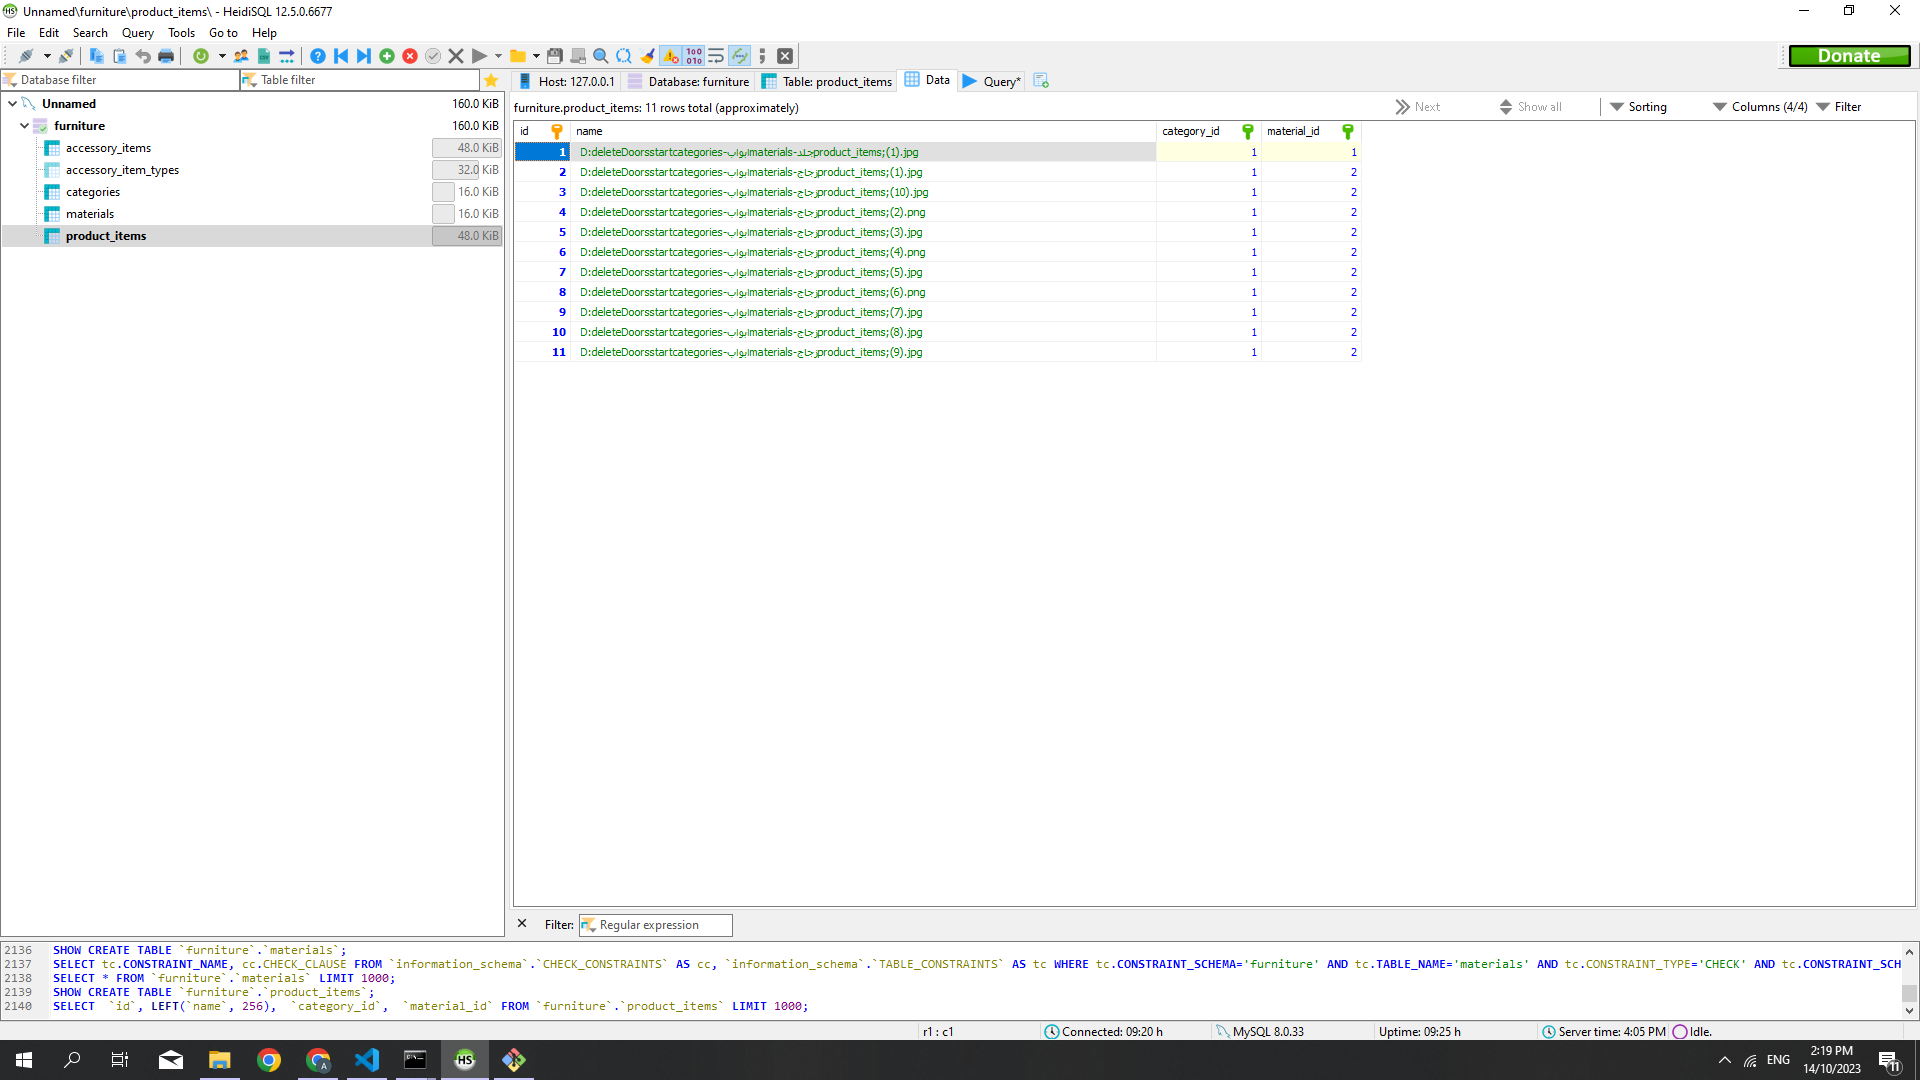 Unnamed\furniture\product_items\ - HeidiSQL 12.5.0.6677
File Edit Search Query Tools Go to Help
Donate
Database filter Table filter
Host: 127.0.0.1 Database: furniture Table: product_items Data Query*
Unnamed 160.0 KiB
furniture 160.0 KiB
accessory_items 48.0 KiB
accessory_item_types 32.0 KiB
categories 16.0 KiB
materials 16.0 KiB
product_items 48.0 KiB
furniture.product_items: 11 rows total (approximately) Next Show all Sorting Columns (4/4) Filter
id name category_id material_id
1 D:deleteDoorsstartcategories-ابوابmaterials-جلدproduct_items;(1).jpg 1 1
2 D:deleteDoorsstartcategories-ابوابmaterials-زجاجproduct_items;(1).jpg 1 2
3 D:deleteDoorsstartcategories-ابوابmaterials-زجاجproduct_items;(10).jpg 1 2
4 D:deleteDoorsstartcategories-ابوابmaterials-زجاجproduct_items;(2).png 1 2
5 D:deleteDoorsstartcategories-ابوابmaterials-زجاجproduct_items;(3).jpg 1 2
6 D:deleteDoorsstartcategories-ابوابmaterials-زجاجproduct_items;(4).png 1 2
7 D:deleteDoorsstartcategories-ابوابmaterials-زجاجproduct_items;(5).jpg 1 2
8 D:deleteDoorsstartcategories-ابوابmaterials-زجاجproduct_items;(6).png 1 2
9 D:deleteDoorsstartcategories-ابوابmaterials-زجاجproduct_items;(7).jpg 1 2
10 D:deleteDoorsstartcategories-ابوابmaterials-زجاجproduct_items;(8).jpg 1 2
11 D:deleteDoorsstartcategories-ابوابmaterials-زجاجproduct_items;(9).jpg 1 2
Filter: Regular expression
2136 SHOW CREATE TABLE `furniture`.`materials`;
2137 SELECT tc.CONSTRAINT_NAME, cc.CHECK_CLAUSE FROM `information_schema`.`CHECK_CONSTRAINTS` AS cc, `information_schema`.`TABLE_CONSTRAINTS` AS tc WHERE tc.CONSTRAINT_SCHEMA='furniture' AND tc.TABLE_NAME='materials' AND tc.CONSTRAINT_TYPE='CHECK' AND tc.CONSTRAINT_SCH
2138 SELECT * FROM `furniture`.`materials` LIMIT 1000;
2139 SHOW CREATE TABLE `furniture`.`product_items`;
2140 SELECT `id`, LEFT(`name`, 256), `category_id`, `material_id` FROM `furniture`.`product_items` LIMIT 1000;
r1 : c1 Connected: 09:20 h MySQL 8.0.33 Uptime: 09:25 h Server time: 4:05 PM Idle.
HS ENG 2:19 PM
14/10/2023 11